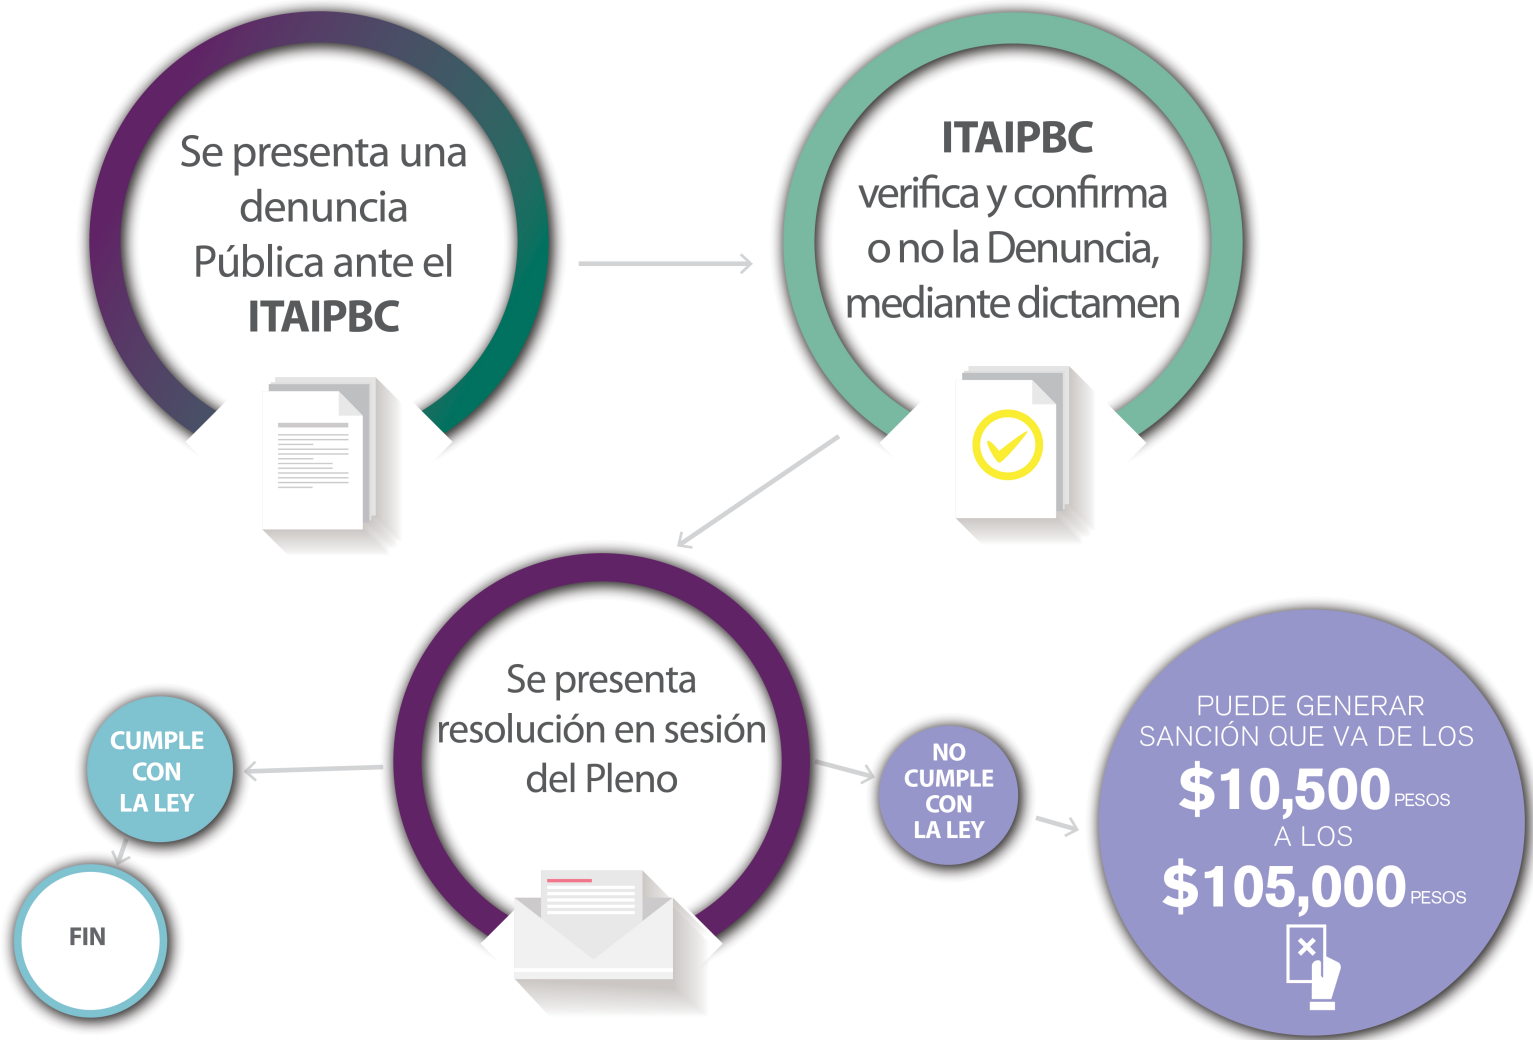 Se presenta una
denuncia
Pública ante el
ITAIPBC
ITAIPBC
verifica y confirma
o no la Denuncia,
mediante dictamen
Se presenta
resolución en sesión
del Pleno
CUMPLE
CON
LA LEY
FIN
NO
CUMPLE
CON
LA LEY
PUEDE GENERAR
SANCIÓN QUE VA DE LOS
$10,500 PESOS
A LOS
$105,000 PESOS